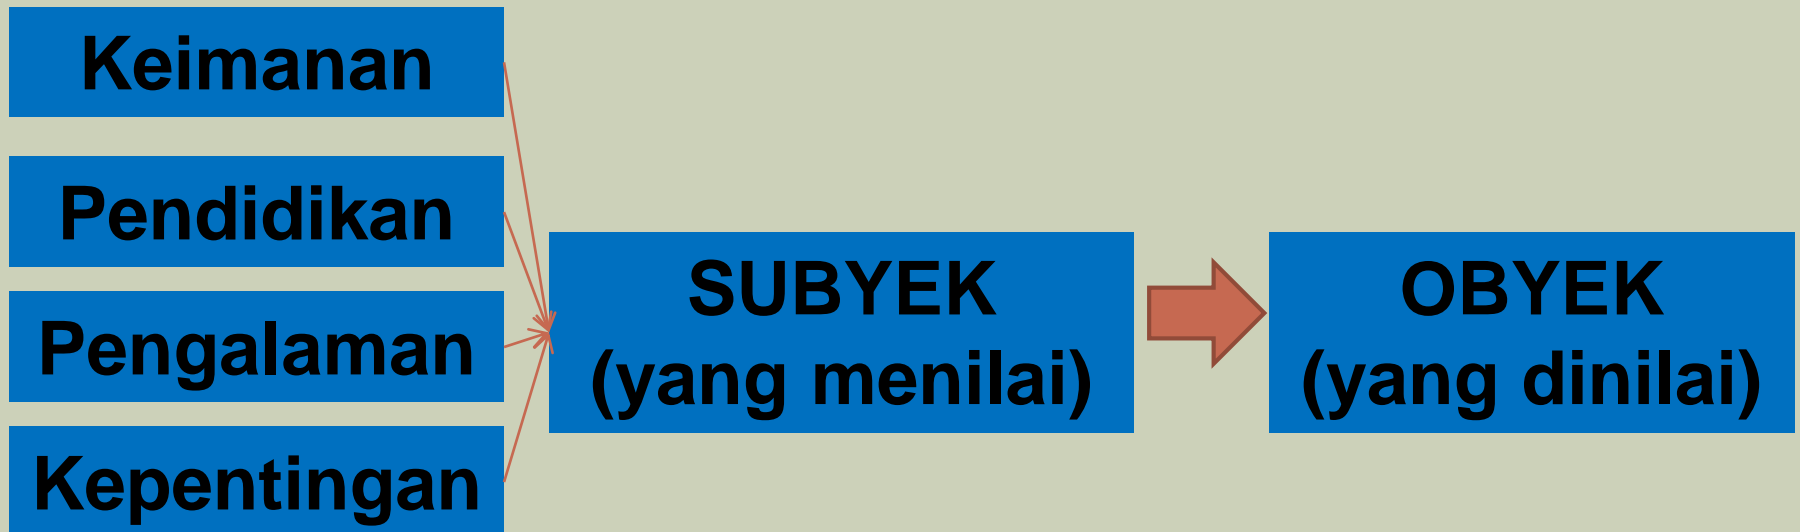 Keimanan
Pendidikan
Pengalaman
Kepentingan
SUBYEK
(yang menilai)
OBYEK
(yang dinilai)